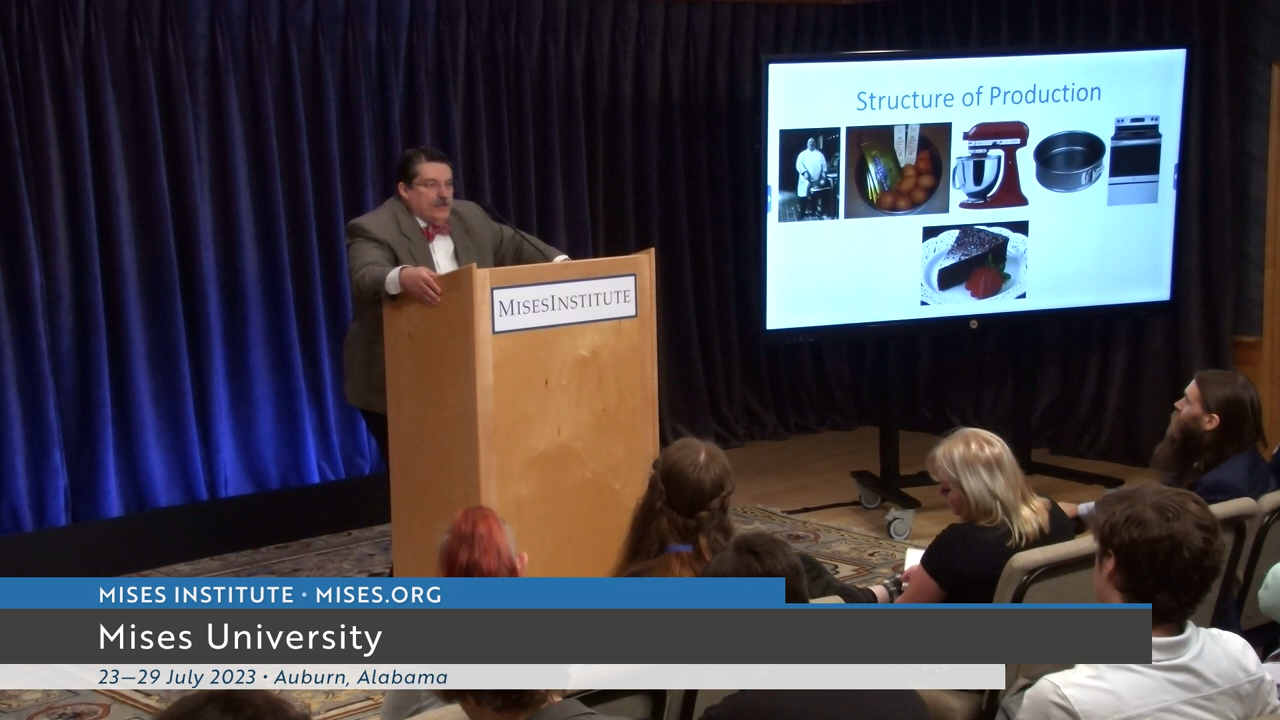 Structure of Production
MISESINSTITUTE
MISES INSTITUTE • MISES.ORG
Mises University
23—29 July 2023 • Auburn, Alabama